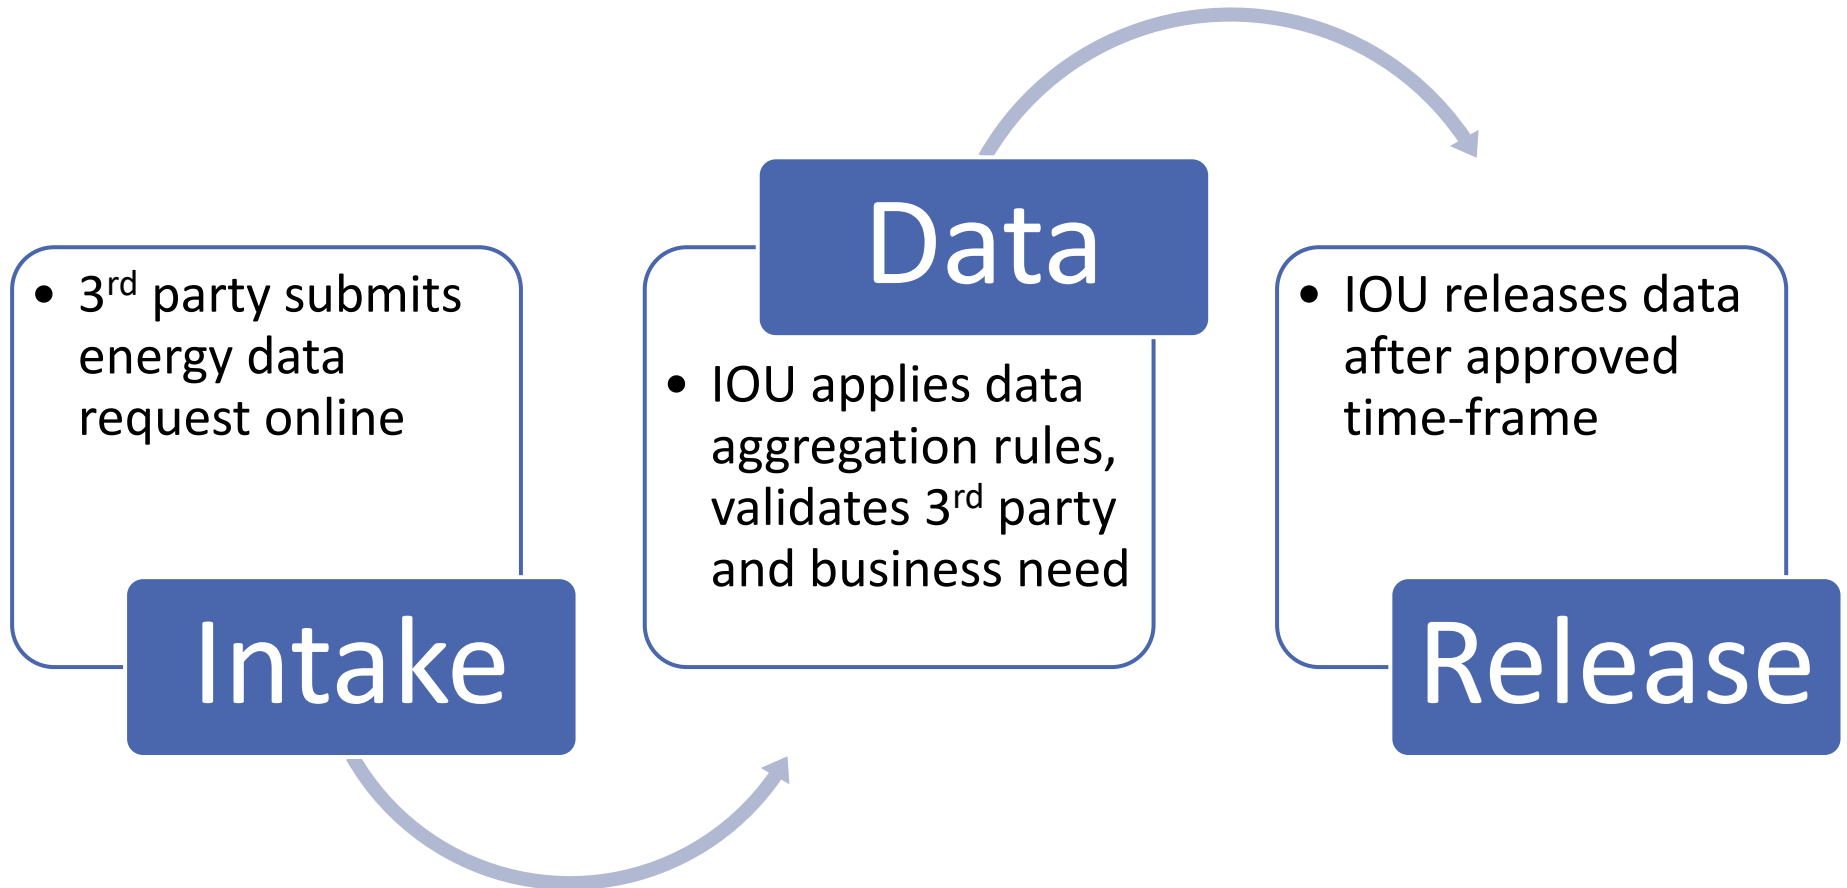 • 3rd party submits
energy data
request online
Intake
Data
• IOU applies data
aggregation rules,
validates 3rd party
and business need
• IOU releases data
after approved
time-frame
Release